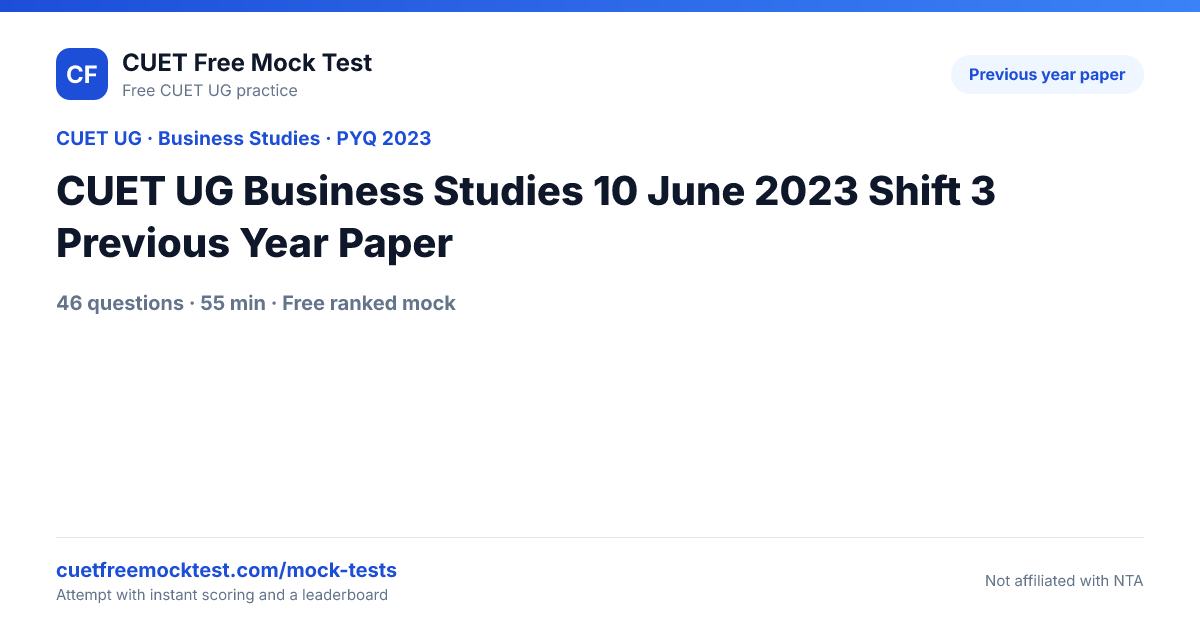 CF
CUET Free Mock Test
Free CUET UG practice
Previous year paper
CUET UG · Business Studies · PYQ 2023
CUET UG Business Studies 10 June 2023 Shift 3
Previous Year Paper
46 questions · 55 min · Free ranked mock
cuetfreemocktest.com/mock-tests
Attempt with instant scoring and a leaderboard
Not affiliated with NTA